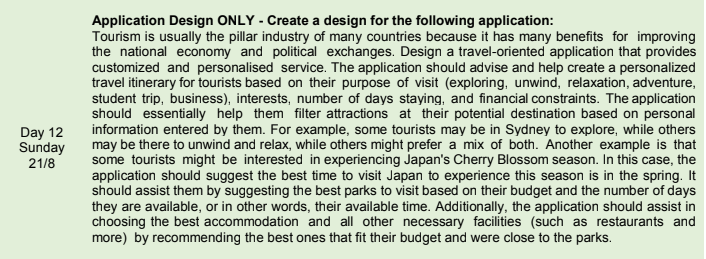 Application Design ONLY - Create a design for the following application:
Tourism is usually the pillar industry of many countries because it has many benefits for improving
the national economy and political exchanges. Design a travel-oriented application that provides
customized and personalised service. The application should advise and help create a personalized
travel itinerary for tourists based on their purpose of visit (exploring, unwind, relaxation, adventure,
student trip, business), interests, number of days staying, and financial constraints. The application
should essentially help them filter attractions at their potential destination based on personal
information entered by them. For example, some tourists may be in Sydney to explore, while others
may be there to unwind and relax, while others might prefer a mix of both. Another example is that
some tourists might be interested in experiencing Japan's Cherry Blossom season. In this case, the
application should suggest the best time to visit Japan to experience this season is in the spring. It
should assist them by suggesting the best parks to visit based on their budget and the number of days
they are available, or in other words, their available time. Additionally, the application should assist in
choosing the best accommodation and all other necessary facilities (such as restaurants and
more) by recommending the best ones that fit their budget and were close to the parks.
Day 12
Sunday
21/8